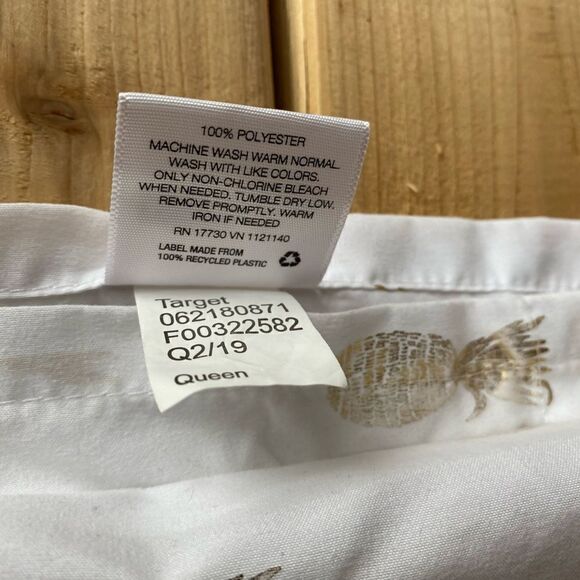 100% POLYESTER
MACHINE WASH WARM NORMAL.
WASH WITH LIKE COLORS.
ONLY NON-CHLORINE BLEACH
WHEN NEEDED. TUMBLE DRY LOW.
REMOVE PROMPTLY. WARM
IRON IF NEEDED
RN 17730 VN 1121140
LABEL MADE FROM
100% RECYCLED PLASTIC
Target
062180871
F00322582
Q2/19
Queen